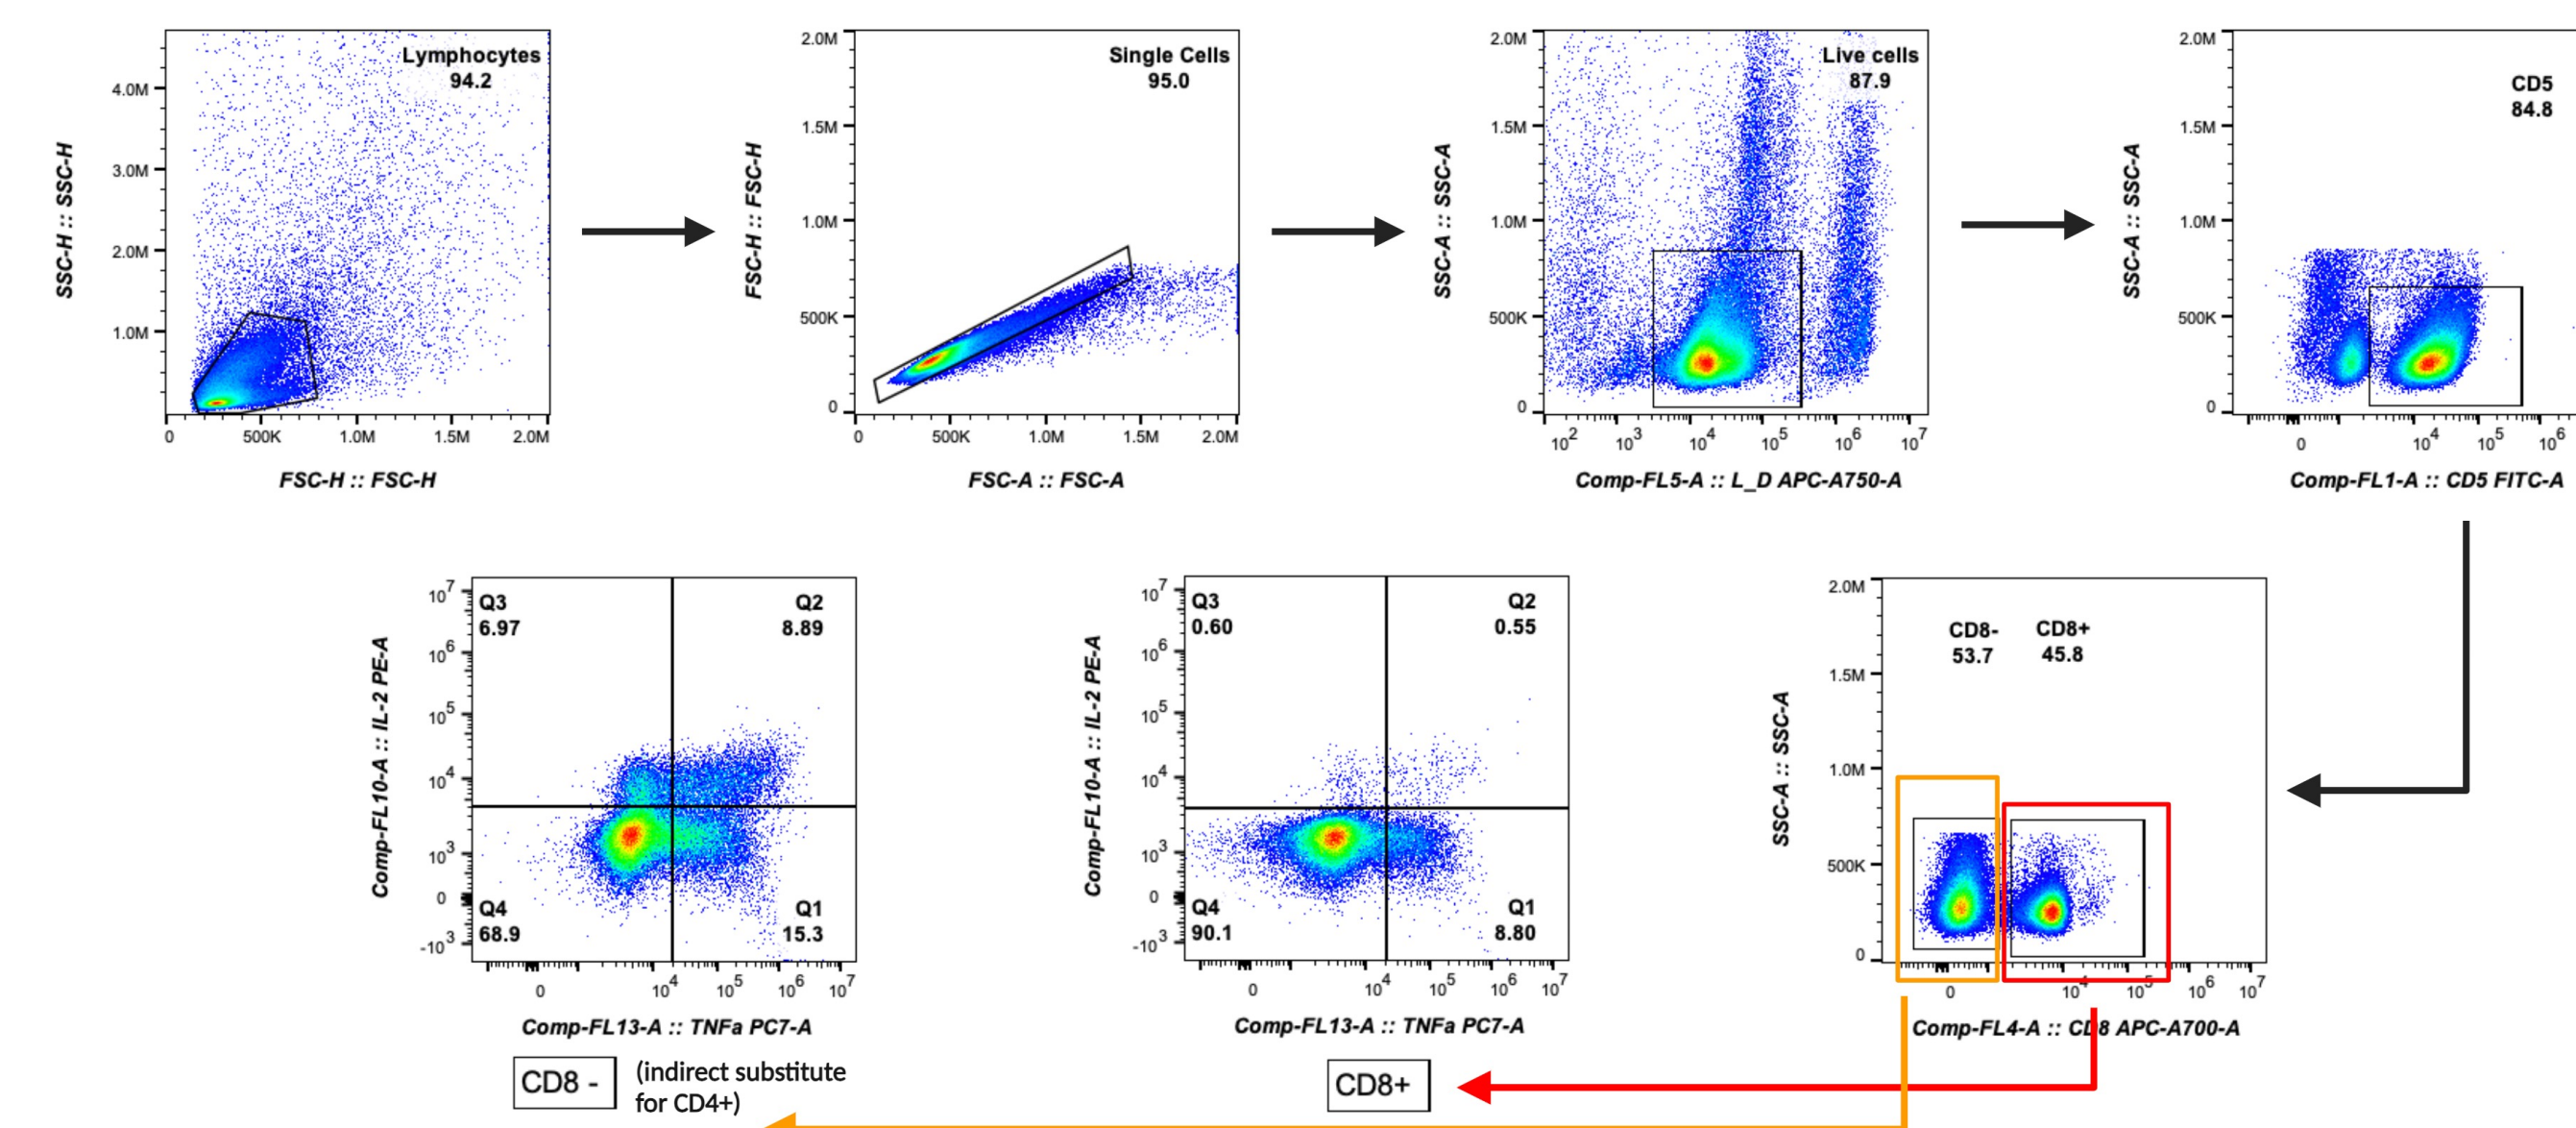 Lymphocytes
94.2
4.0M
3.0M
2.0M
1.0M
0
500K
1.0M
1.5M
2.0M
SSC-H :: SSC-H
FSC-H :: FSC-H
Single Cells
95.0
2.0M
1.5M
1.0M
500K
0
0
500K
1.0M
1.5M
2.0M
FSC-H :: FSC-H
FSC-A :: FSC-A
Live cells
87.9
2.0M
1.5M
1.0M
500K
0
10^2
10^3
10^4
10^5
10^6
10^7
SSC-A :: SSC-A
Comp-FL5-A :: L_D APC-A750-A
CD5
84.8
2.0M
1.5M
1.0M
500K
0
0
10^4
10^5
10^6
SSC-A :: SSC-A
Comp-FL1-A :: CD5 FITC-A
Q3
6.97
Q2
8.89
Q4
68.9
Q1
15.3
10^7
10^6
10^5
10^4
10^3
0
-10^3
0
10^4
10^5
10^6
10^7
Comp-FL10-A :: IL-2 PE-A
Comp-FL13-A :: TNFa PC7-A
CD8 -
(indirect substitute
for CD4+)
Q3
0.60
Q2
0.55
Q4
90.1
Q1
8.80
10^7
10^6
10^5
10^4
10^3
0
-10^3
0
10^4
10^5
10^6
10^7
Comp-FL10-A :: IL-2 PE-A
Comp-FL13-A :: TNFa PC7-A
CD8+
CD8-
53.7
CD8+
45.8
2.0M
1.5M
1.0M
500K
0
0
10^4
10^5
10^6
10^7
SSC-A :: SSC-A
Comp-FL4-A :: CD8 APC-A700-A